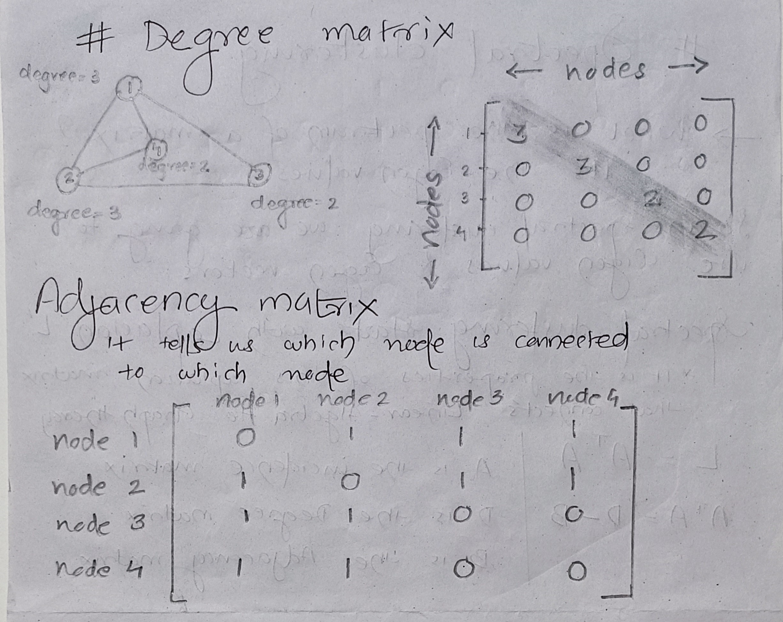 # Degree matrix
degree = 3
1
4
degree = 2
2
3
degree = 3
degree = 2
← nodes →
← nodes →
1 3 0 0 0
2 0 3 0 0
3 0 0 2 0
4 0 0 0 2
Adjacency matrix
it tells us which node is connected
to which node
node 1 node 2 node 3 node 4
node 1 0 1 1 1
node 2 1 0 1 1
node 3 1 1 0 0
node 4 1 1 0 0